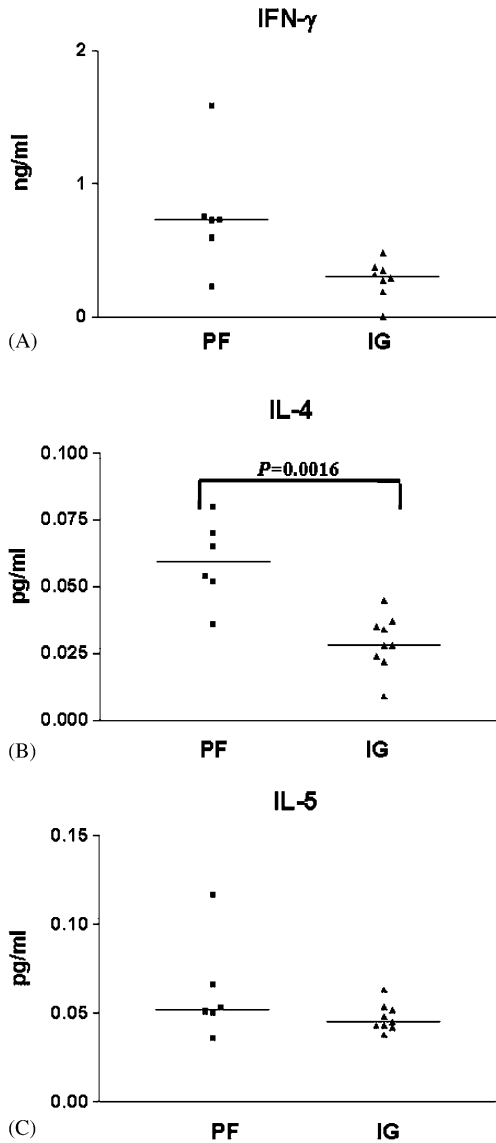 IFN-γ
2
ng/ml
1
0
(A)
PF IG
IL-4
0.100
P=0.0016
0.075
pg/ml
0.050
0.025
0.000
(B)
PF IG
IL-5
0.15
pg/ml
0.10
0.05
0.00
(C)
PF IG